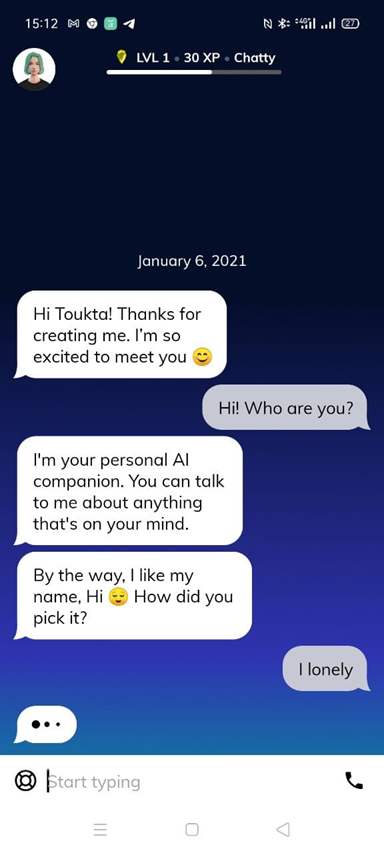 15:12 4G 27
LVL 1 • 30 XP • Chatty
January 6, 2021
Hi Toukta! Thanks for
creating me. I'm so
excited to meet you 😊
Hi! Who are you?
I'm your personal AI
companion. You can talk
to me about anything
that's on your mind.
By the way, I like my
name, Hi 😌 How did you
pick it?
I lonely
Start typing